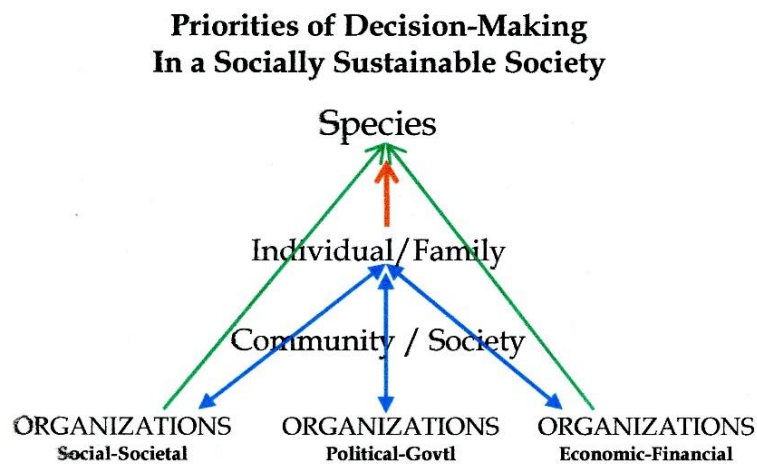 Priorities of Decision-Making
In a Socially Sustainable Society
Species
Individual/Family
Community / Society
ORGANIZATIONS ORGANIZATIONS ORGANIZATIONS
Social-Societal Political-Govtl Economic-Financial